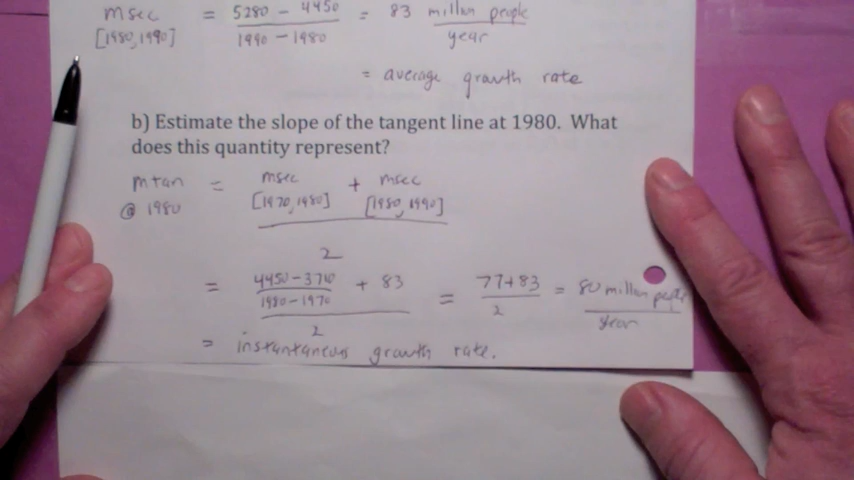 msec = 5280 - 4450 / 1990 - 1980 = 83 million people / year
[1980,1990]
= average growth rate
b) Estimate the slope of the tangent line at 1980. What
does this quantity represent?
mtan = msec + msec
@ 1980 [1970,1980] [1980,1990]
2
= 4450-3710 / 1980-1970 + 83 = 77+83 / 2 = 80 million people / year
2
= instantaneous growth rate.